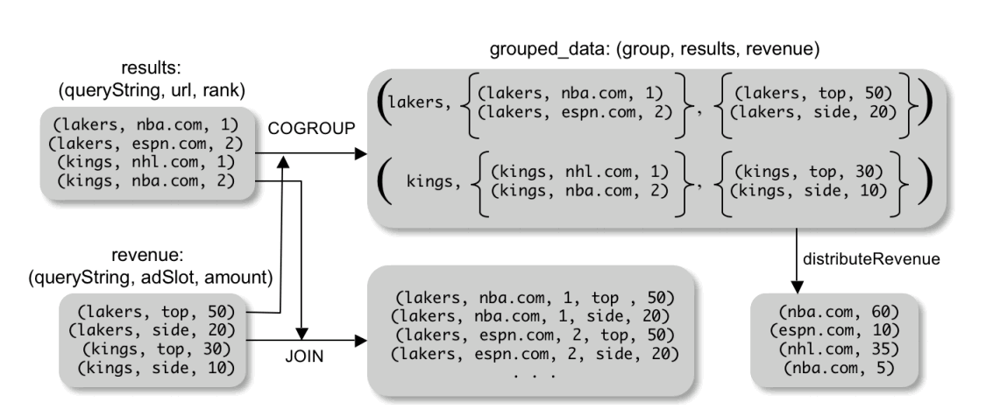 grouped_data: (group, results, revenue)
results:
(queryString, url, rank)
(lakers, nba.com, 1)
(lakers, espn.com, 2)
(kings, nhl.com, 1)
(kings, nba.com, 2)
COGROUP
(lakers, {(lakers, nba.com, 1) (lakers, espn.com, 2)}, {(lakers, top, 50) (lakers, side, 20)})
(kings, {(kings, nhl.com, 1) (kings, nba.com, 2)}, {(kings, top, 30) (kings, side, 10)})
revenue:
(queryString, adSlot, amount)
(lakers, top, 50)
(lakers, side, 20)
(kings, top, 30)
(kings, side, 10)
JOIN
(lakers, nba.com, 1, top , 50)
(lakers, nba.com, 1, side, 20)
(lakers, espn.com, 2, top, 50)
(lakers, espn.com, 2, side, 20)
. . .
distributeRevenue
(nba.com, 60)
(espn.com, 10)
(nhl.com, 35)
(nba.com, 5)